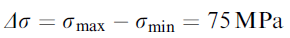 Δσ = σmax − σmin = 75 MPa